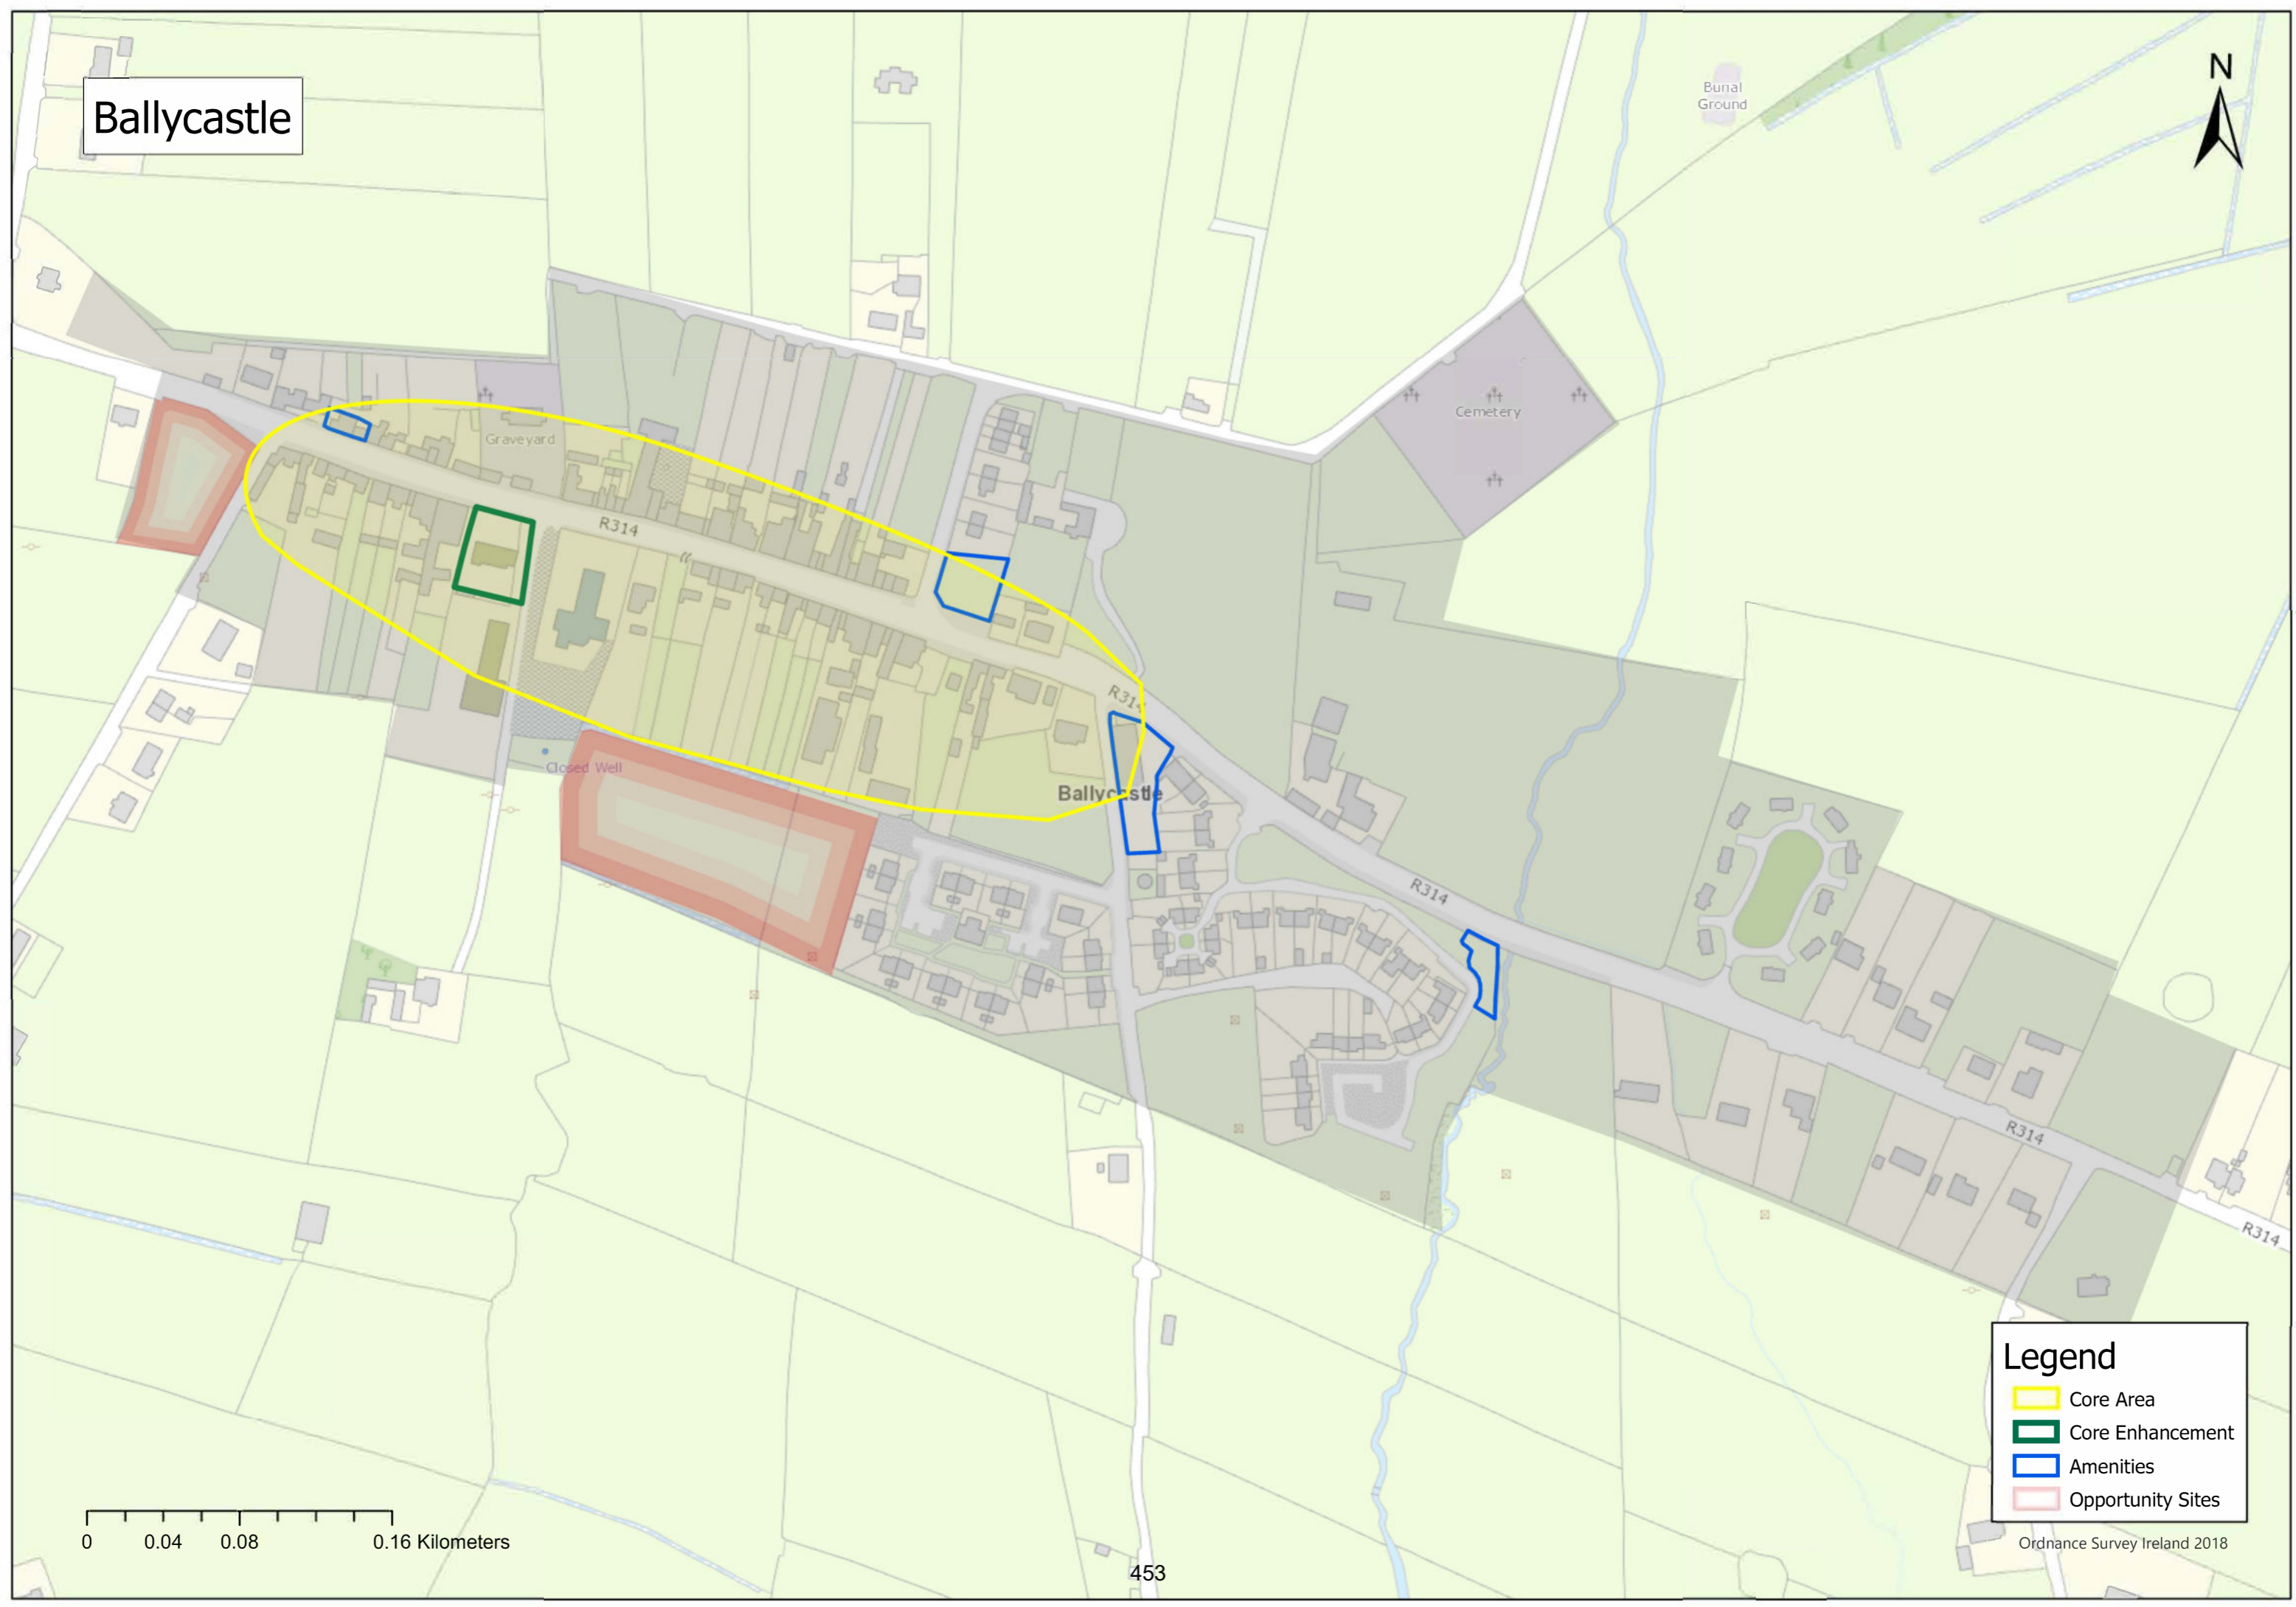 Ballycastle
N
Burial
Ground
Cemetery
Graveyard
R314
R314
Closed Well
Ballycastle
R314
R314
R314
Legend
Core Area
Core Enhancement
Amenities
Opportunity Sites
Ordnance Survey Ireland 2018
0
0.04
0.08
0.16 Kilometers
453